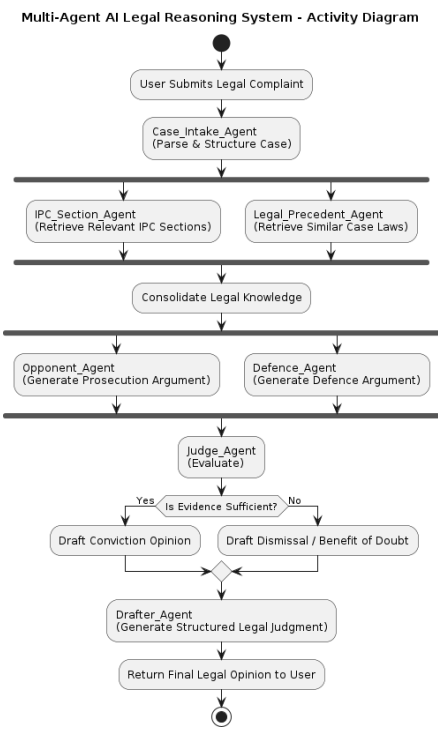 Multi-Agent AI Legal Reasoning System - Activity Diagram
User Submits Legal Complaint
Case_Intake_Agent
(Parse & Structure Case)
IPC_Section_Agent
(Retrieve Relevant IPC Sections)
Legal_Precedent_Agent
(Retrieve Similar Case Laws)
Consolidate Legal Knowledge
Opponent_Agent
(Generate Prosecution Argument)
Defence_Agent
(Generate Defence Argument)
Judge_Agent
(Evaluate)
Yes
Is Evidence Sufficient?
No
Draft Conviction Opinion
Draft Dismissal / Benefit of Doubt
Drafter_Agent
(Generate Structured Legal Judgment)
Return Final Legal Opinion to User